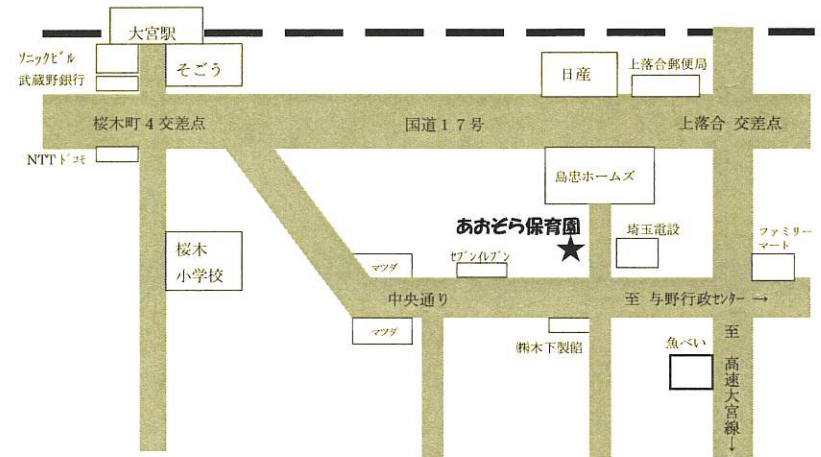 大宮駅
ソニックビル
武蔵野銀行
そごう
日産
上落合郵便局
桜木町4交差点
国道17号
上落合 交差点
NTTドコモ
島忠ホームズ
あおぞら保育園
★
桜木
小学校
マツダ
セブンイレブン
埼玉電設
ファミリー
マート
中央通り
至 与野行政センター →
マツダ
㈱木下製餡
魚べい
至 高速大宮線→